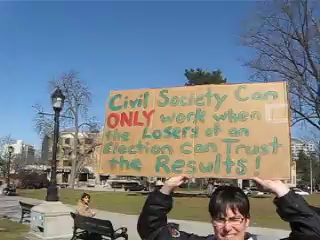 Civil Society Can
ONLY work when
the Losers of an
Election can Trust
the Results!